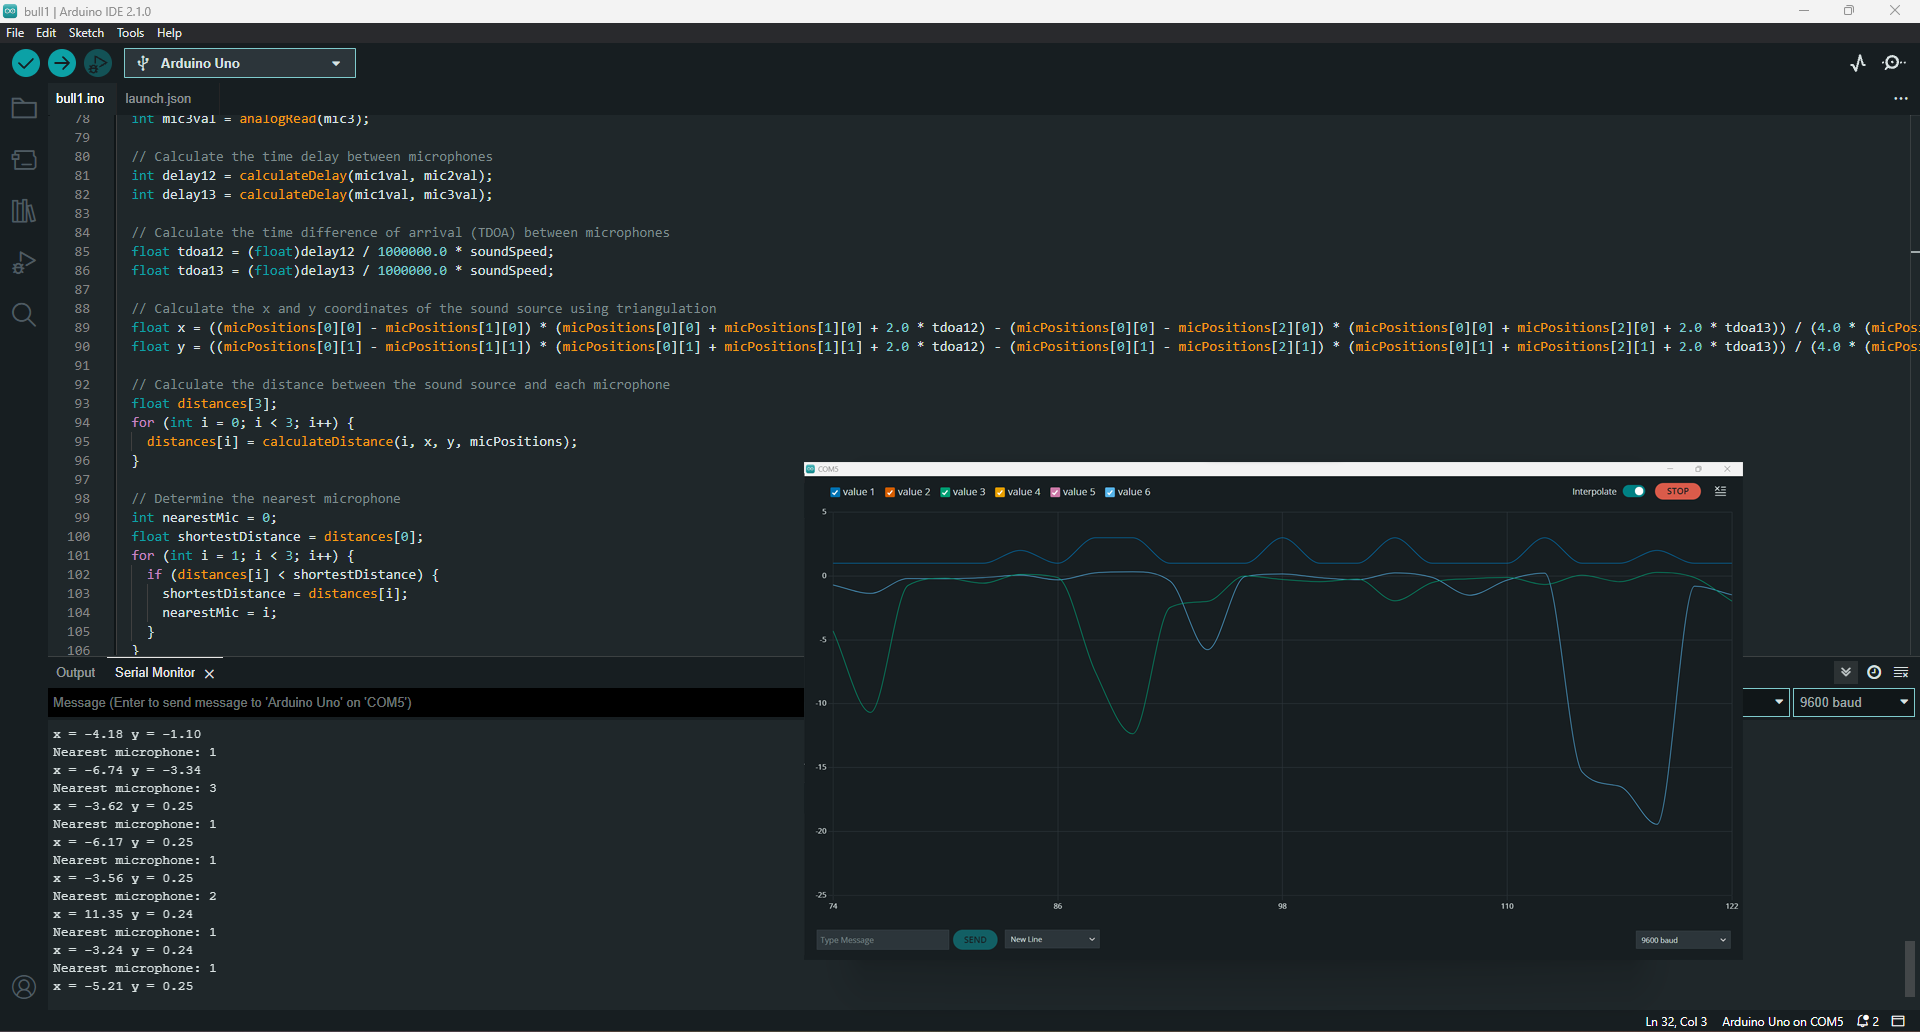 bull1 | Arduino IDE 2.1.0
File Edit Sketch Tools Help
Arduino Uno
bull1.ino launch.json
78 int mic3val = analogRead(mic3);
79
80 // Calculate the time delay between microphones
81 int delay12 = calculateDelay(mic1val, mic2val);
82 int delay13 = calculateDelay(mic1val, mic3val);
83
84 // Calculate the time difference of arrival (TDOA) between microphones
85 float tdoa12 = (float)delay12 / 1000000.0 * soundSpeed;
86 float tdoa13 = (float)delay13 / 1000000.0 * soundSpeed;
87
88 // Calculate the x and y coordinates of the sound source using triangulation
89 float x = ((micPositions[0][0] - micPositions[1][0]) * (micPositions[0][0] + micPositions[1][0] + 2.0 * tdoa12) - (micPositions[0][0] - micPositions[2][0]) * (micPositions[0][0] + micPositions[2][0] + 2.0 * tdoa13)) / (4.0 * (micPos
90 float y = ((micPositions[0][1] - micPositions[1][1]) * (micPositions[0][1] + micPositions[1][1] + 2.0 * tdoa12) - (micPositions[0][1] - micPositions[2][1]) * (micPositions[0][1] + micPositions[2][1] + 2.0 * tdoa13)) / (4.0 * (micPos
91
92 // Calculate the distance between the sound source and each microphone
93 float distances[3];
94 for (int i = 0; i < 3; i++) {
95 distances[i] = calculateDistance(i, x, y, micPositions);
96 }
97
98 // Determine the nearest microphone
99 int nearestMic = 0;
100 float shortestDistance = distances[0];
101 for (int i = 1; i < 3; i++) {
102 if (distances[i] < shortestDistance) {
103 shortestDistance = distances[i];
104 nearestMic = i;
105 }
106 }
Output Serial Monitor
Message (Enter to send message to 'Arduino Uno' on 'COM5')
9600 baud
x = -4.18 y = -1.10
Nearest microphone: 1
x = -6.74 y = -3.34
Nearest microphone: 3
x = -3.62 y = 0.25
Nearest microphone: 1
x = -6.17 y = 0.25
Nearest microphone: 1
x = -3.56 y = 0.25
Nearest microphone: 2
x = 11.35 y = 0.24
Nearest microphone: 1
x = -3.24 y = 0.24
Nearest microphone: 1
x = -5.21 y = 0.25
COM5
value 1 value 2 value 3 value 4 value 5 value 6
Interpolate STOP
5
0
-5
-10
-15
-20
-25
74 86 98 110 122
Type Message SEND New Line 9600 baud
Ln 32, Col 3 Arduino Uno on COM5 2